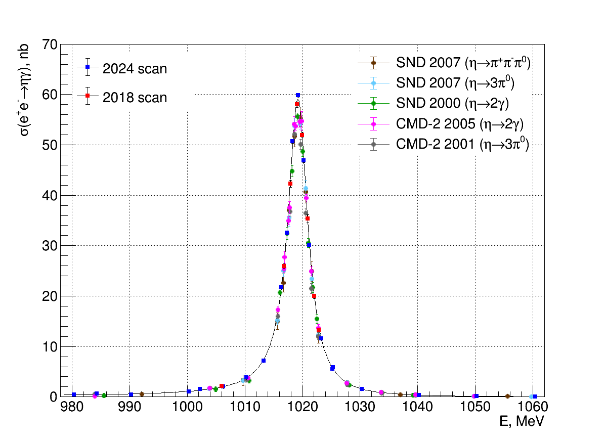 σ(e⁺e⁻→ηγ), nb
70
60
50
40
30
20
10
0
2024 scan
2018 scan
SND 2007 (η→π⁺π⁻π⁰)
SND 2007 (η→3π⁰)
SND 2000 (η→2γ)
CMD-2 2005 (η→2γ)
CMD-2 2001 (η→3π⁰)
980 990 1000 1010 1020 1030 1040 1050 1060
E, MeV